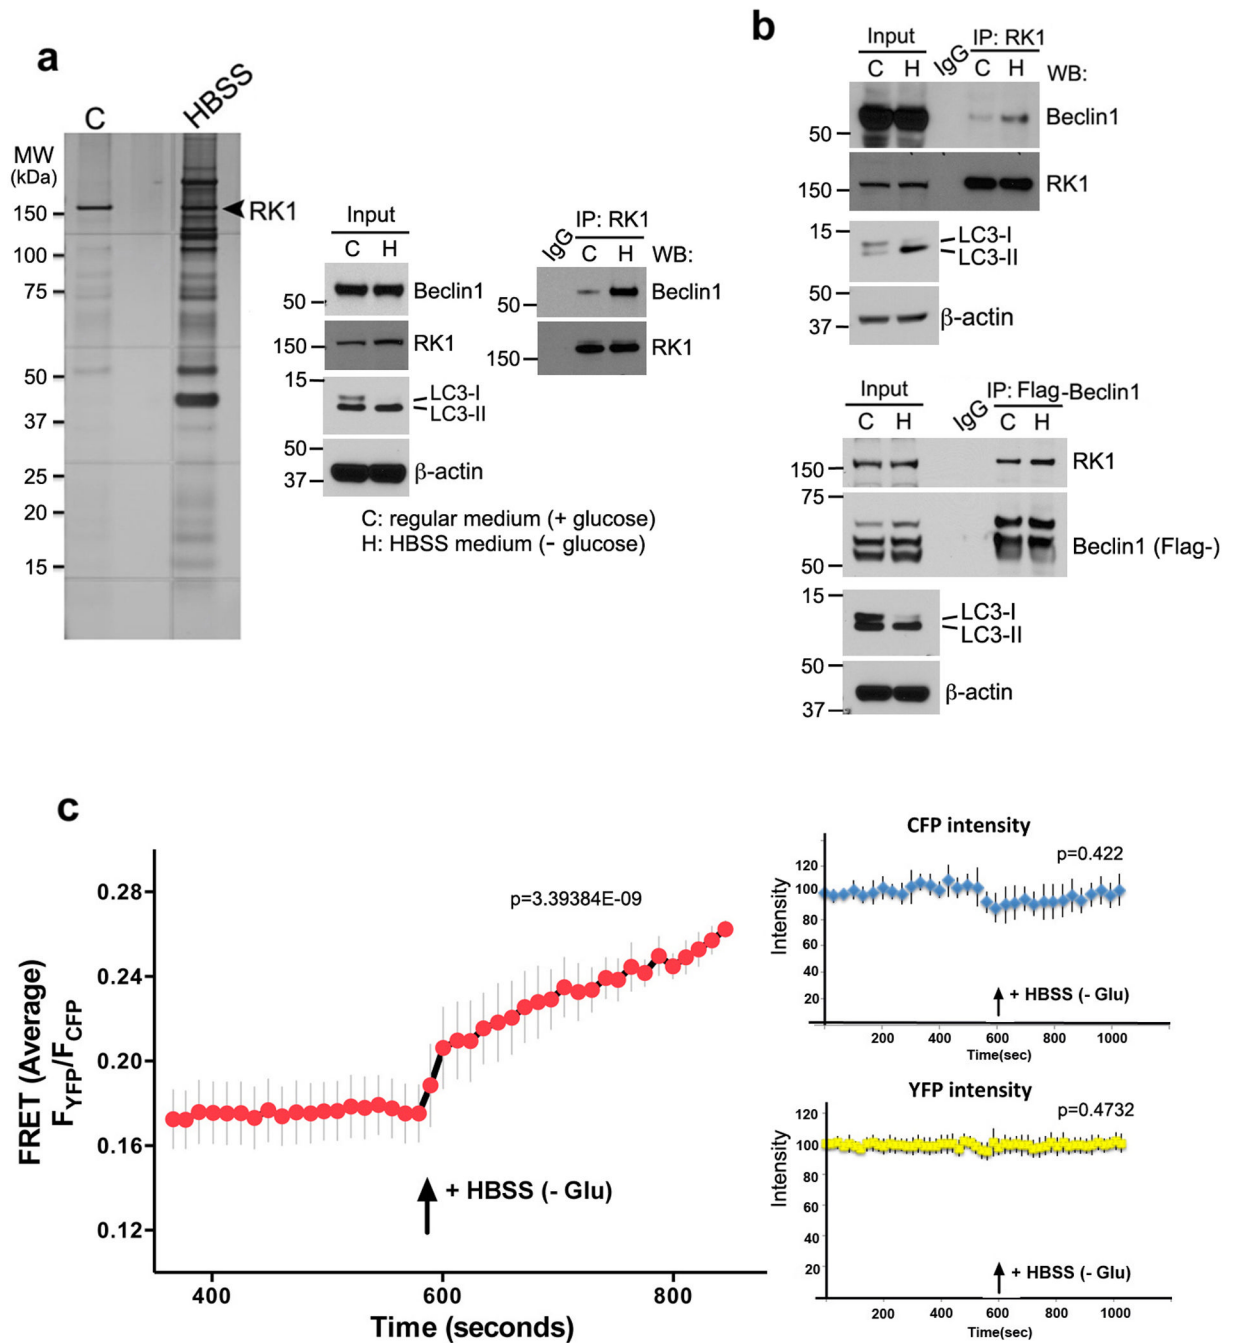 a
C
HBSS
MW
(kDa)
150
100
75
50
37
25
20
15
RK1
Input
C H
50
Beclin1
150
RK1
15
LC3-I
LC3-II
50
37
β-actin
IgG
IP: RK1
C H
WB:
50
Beclin1
150
RK1
C: regular medium (+ glucose)
H: HBSS medium (- glucose)
b
Input
C H
IgG
IP: RK1
C H
WB:
50
Beclin1
150
RK1
15
LC3-I
LC3-II
50
37
β-actin
Input
C H
IgG
IP: Flag-Beclin1
C H
150
RK1
75
50
Beclin1 (Flag-)
15
LC3-I
LC3-II
50
37
β-actin
c
FRET (Average)
FYFP/FCFP
0.28
0.24
0.20
0.16
0.12
p=3.39384E-09
+ HBSS (- Glu)
400 600 800
Time (seconds)
CFP intensity
p=0.422
Intensity
120
100
80
60
40
20
+ HBSS (- Glu)
200 400 600 800 1000
Time(sec)
YFP intensity
p=0.4732
Intensity
120
100
80
60
40
20
+ HBSS (- Glu)
200 400 600 800 1000
Time(sec)